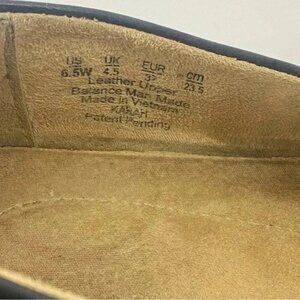 US UK EUR cm
6.5W 4.5 23.5
Leather Upper
Balance Man Made
Made in Vietnam
KARAH
Patent Pending